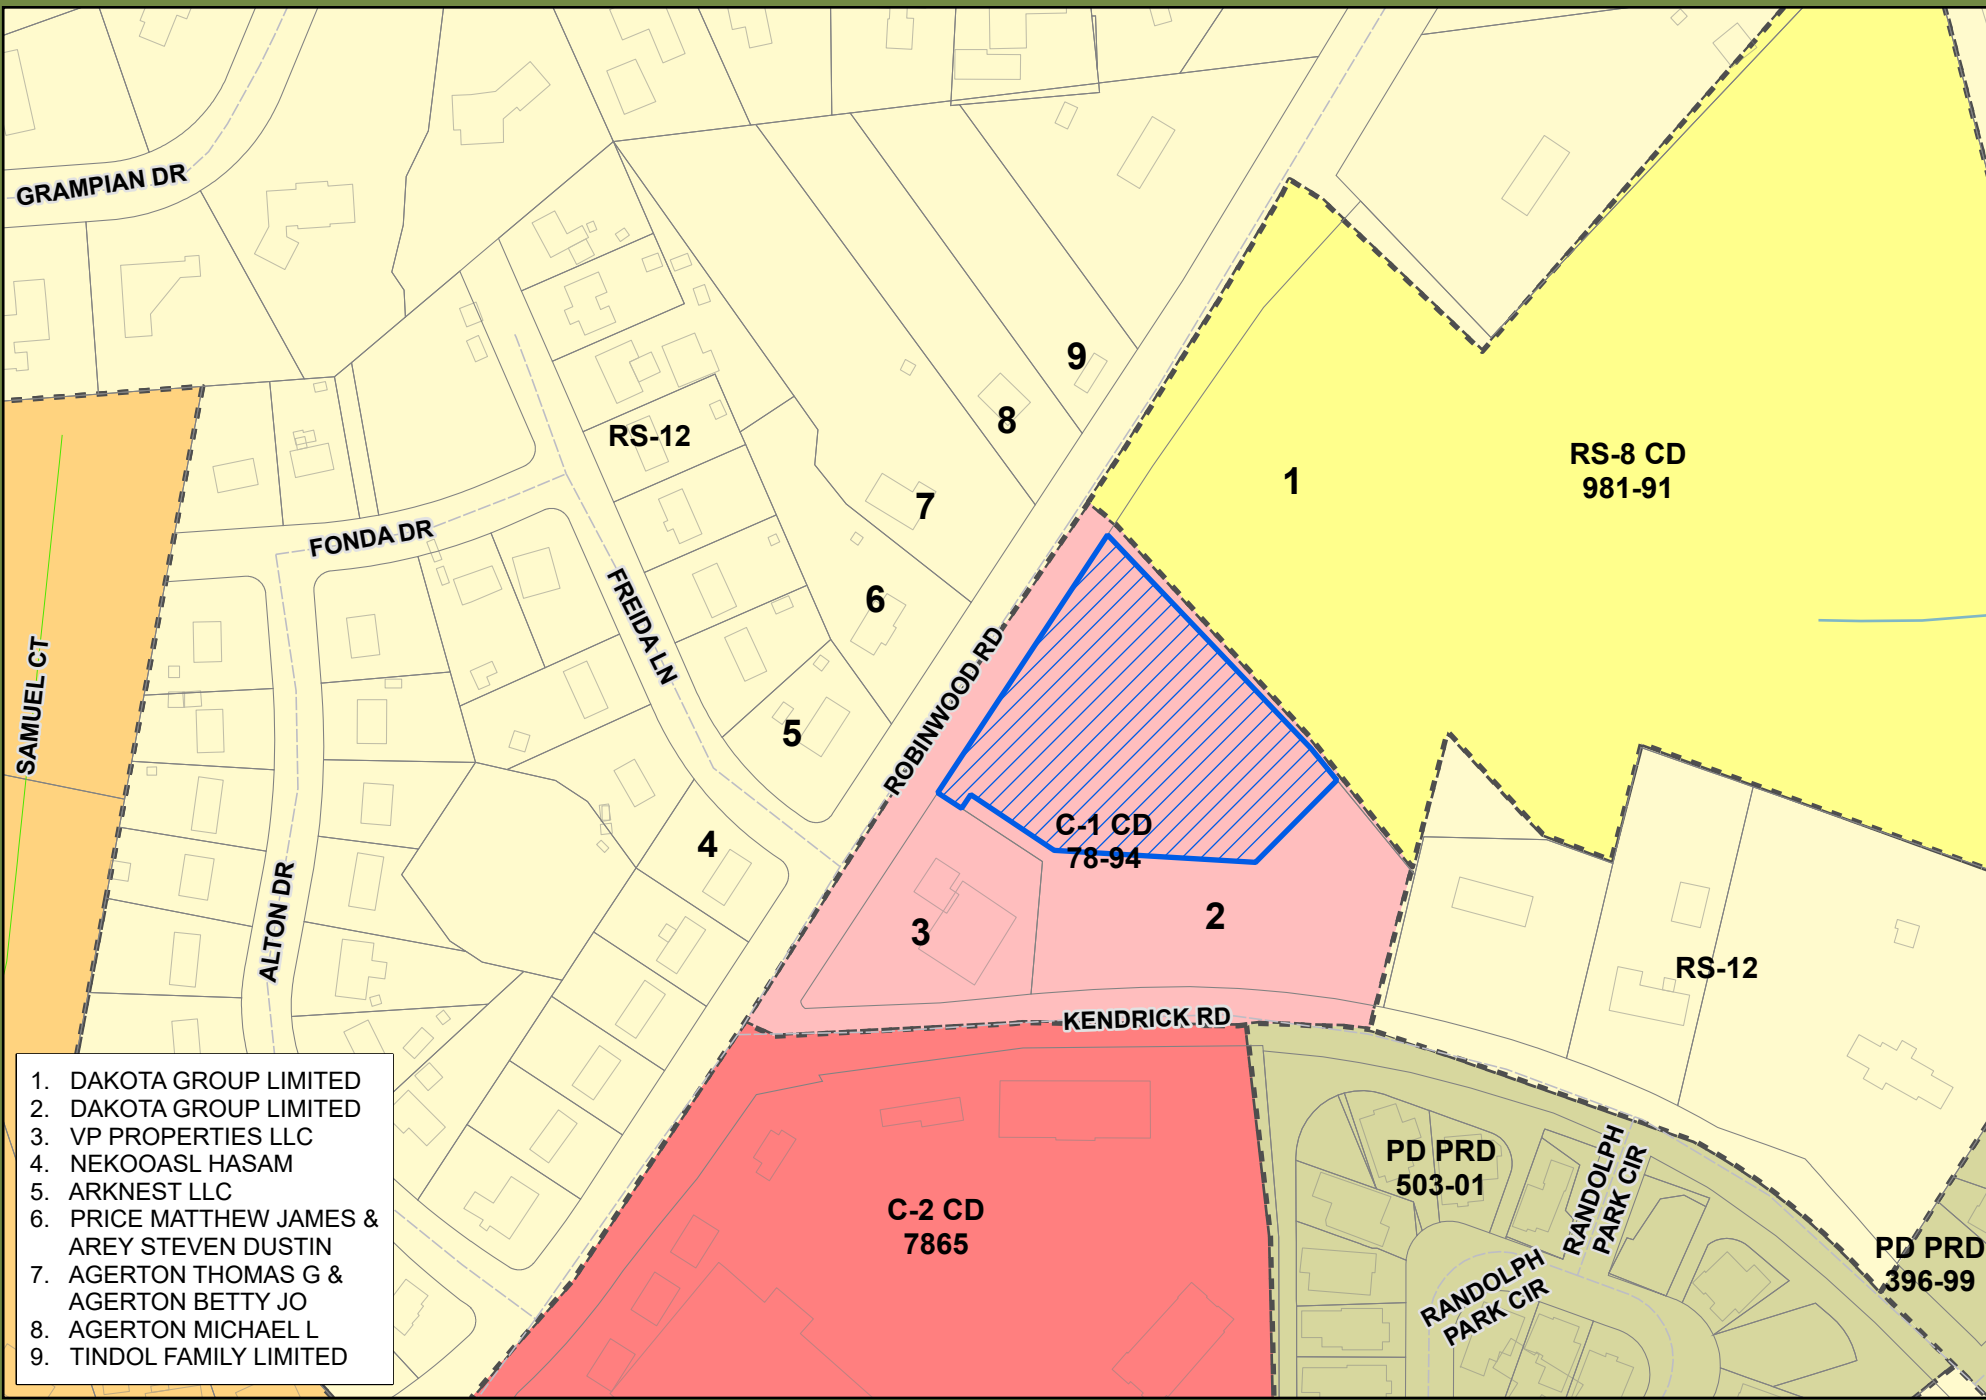 GRAMPIAN DR
9
8
RS-12
RS-8 CD
981-91
1
7
FONDA DR
FREIDA LN
6
SAMUEL CT
ROBINWOOD RD
5
C-1 CD
78-94
4
2
3
ALTON DR
RS-12
KENDRICK RD
PD PRD
503-01
RANDOLPH
PARK CIR
C-2 CD
7865
PD PRD
396-99
RANDOLPH
PARK CIR
1. DAKOTA GROUP LIMITED
2. DAKOTA GROUP LIMITED
3. VP PROPERTIES LLC
4. NEKOOASL HASAM
5. ARKNEST LLC
6. PRICE MATTHEW JAMES &
AREY STEVEN DUSTIN
7. AGERTON THOMAS G &
AGERTON BETTY JO
8. AGERTON MICHAEL L
9. TINDOL FAMILY LIMITED